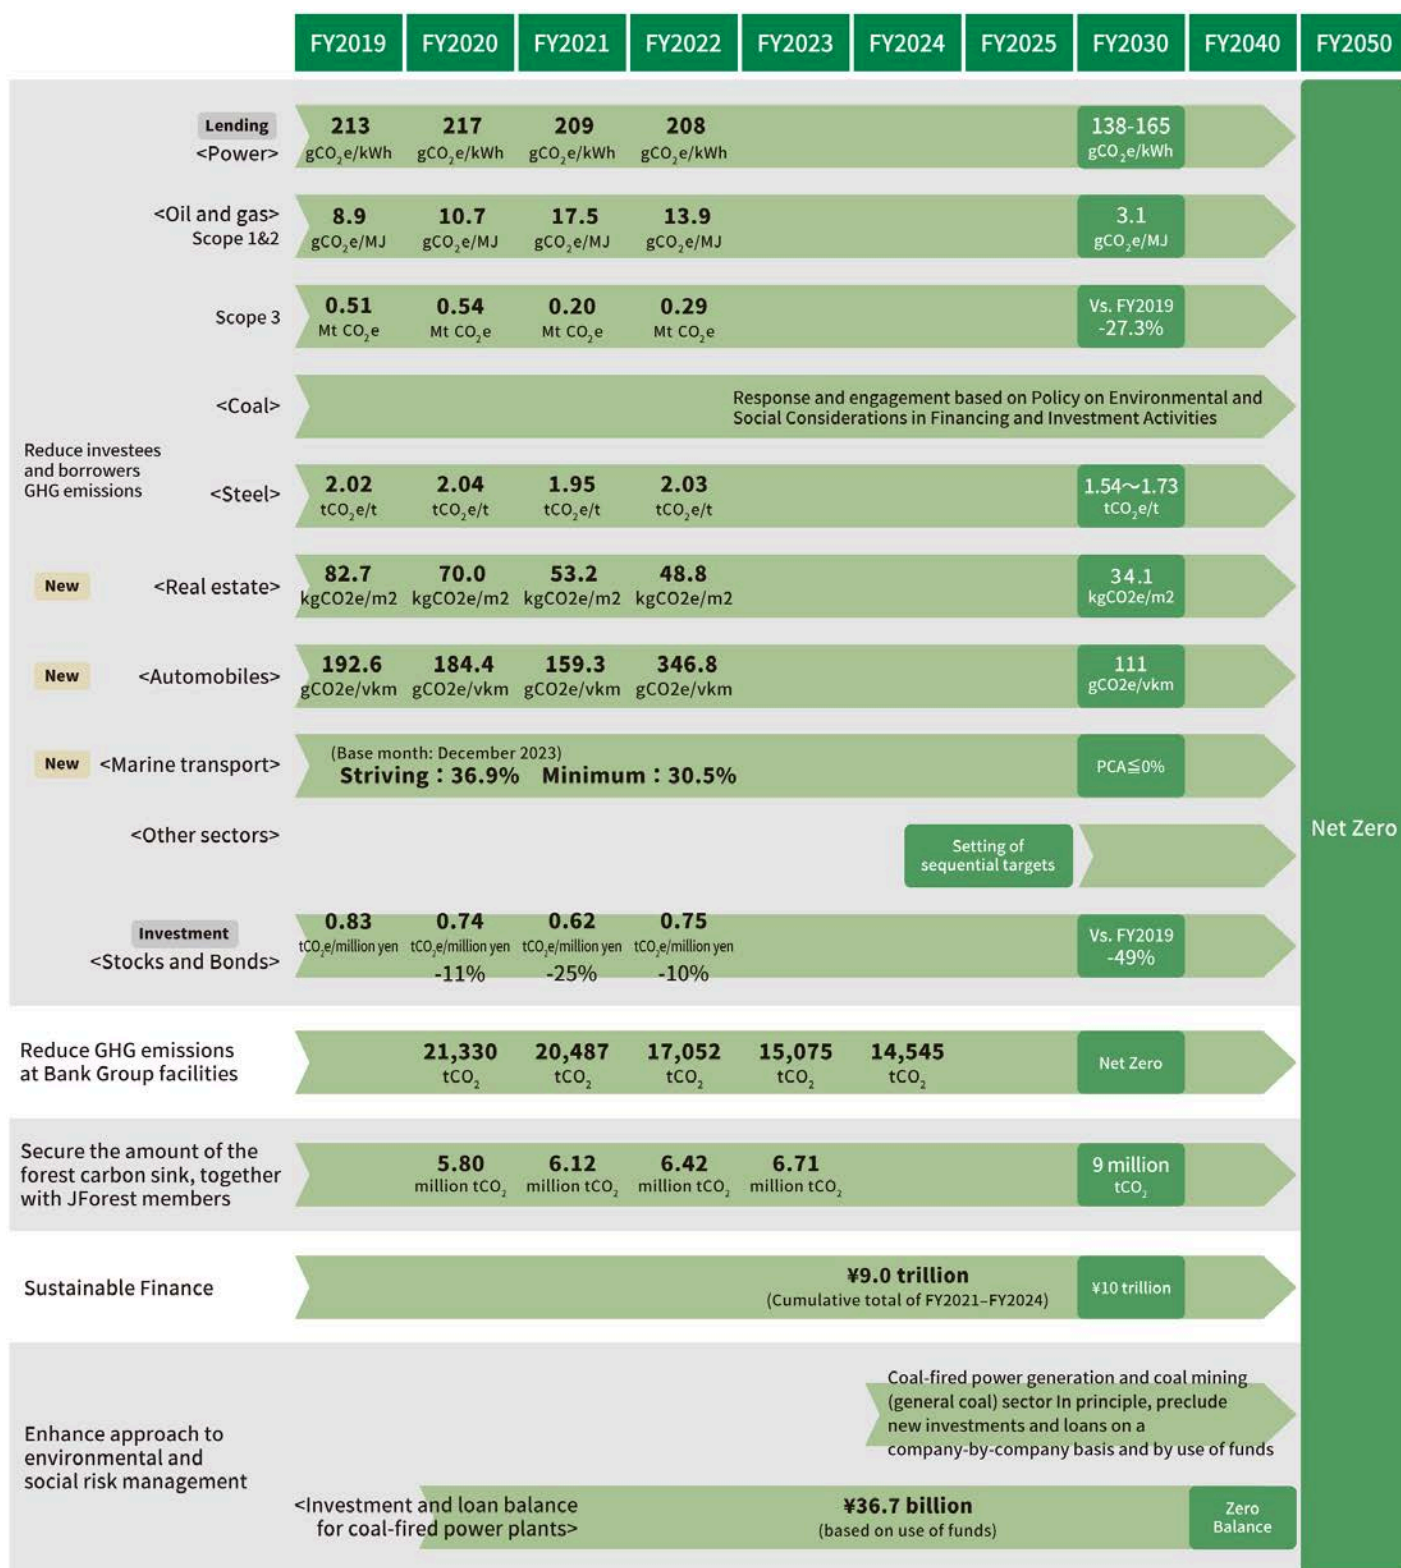 FY2019 FY2020 FY2021 FY2022 FY2023 FY2024 FY2025 FY2030 FY2040 FY2050
Reduce investees
and borrowers
GHG emissions
Lending
<Power>
213 217 209 208 138-165
gCO₂e/kWh gCO₂e/kWh gCO₂e/kWh gCO₂e/kWh gCO₂e/kWh
<Oil and gas>
Scope 1&2
8.9 10.7 17.5 13.9 3.1
gCO₂e/MJ gCO₂e/MJ gCO₂e/MJ gCO₂e/MJ gCO₂e/MJ
Scope 3
0.51 0.54 0.20 0.29 Vs. FY2019
Mt CO₂e Mt CO₂e Mt CO₂e Mt CO₂e -27.3%
<Coal>
Response and engagement based on Policy on Environmental and
Social Considerations in Financing and Investment Activities
<Steel>
2.02 2.04 1.95 2.03 1.54～1.73
tCO₂e/t tCO₂e/t tCO₂e/t tCO₂e/t tCO₂e/t
New <Real estate>
82.7 70.0 53.2 48.8 34.1
kgCO2e/m2 kgCO2e/m2 kgCO2e/m2 kgCO2e/m2 kgCO2e/m2
New <Automobiles>
192.6 184.4 159.3 346.8 111
gCO2e/vkm gCO2e/vkm gCO2e/vkm gCO2e/vkm gCO2e/vkm
New <Marine transport>
(Base month: December 2023)
Striving：36.9% Minimum：30.5%
PCA≦0%
<Other sectors>
Setting of
sequential targets
Net Zero
Investment
<Stocks and Bonds>
0.83 0.74 0.62 0.75 Vs. FY2019
tCO₂e/million yen tCO₂e/million yen tCO₂e/million yen tCO₂e/million yen -49%
-11% -25% -10%
Reduce GHG emissions
at Bank Group facilities
21,330 20,487 17,052 15,075 14,545 Net Zero
tCO₂ tCO₂ tCO₂ tCO₂ tCO₂
Secure the amount of the
forest carbon sink, together
with JForest members
5.80 6.12 6.42 6.71 9 million
million tCO₂ million tCO₂ million tCO₂ million tCO₂ tCO₂
Sustainable Finance
¥9.0 trillion
(Cumulative total of FY2021–FY2024)
¥10 trillion
Enhance approach to
environmental and
social risk management
Coal-fired power generation and coal mining
(general coal) sector In principle, preclude
new investments and loans on a
company-by-company basis and by use of funds
<Investment and loan balance
for coal-fired power plants>
¥36.7 billion
(based on use of funds)
Zero
Balance